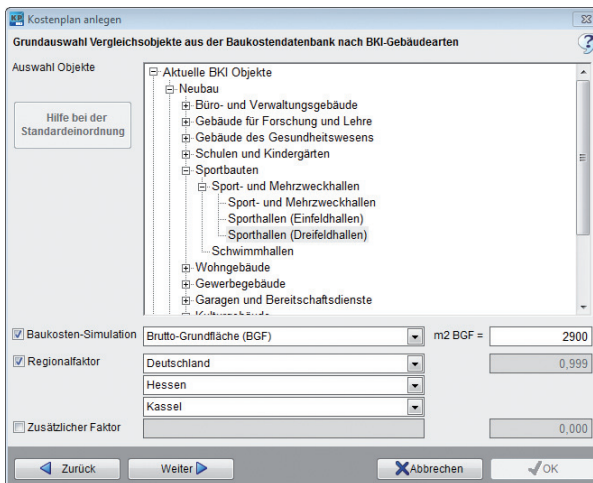 KP Kostenplan anlegen
Grundauswahl Vergleichsobjekte aus der Baukostendatenbank nach BKI-Gebäudearten
Auswahl Objekte
Hilfe bei der
Standardeinordnung
Aktuelle BKI Objekte
Neubau
Büro- und Verwaltungsgebäude
Gebäude für Forschung und Lehre
Gebäude des Gesundheitswesens
Schulen und Kindergärten
Sportbauten
Sport- und Mehrzweckhallen
Sport- und Mehrzweckhallen
Sporthallen (Einfeldhallen)
Sporthallen (Dreifeldhallen)
Schwimmhallen
Wohngebäude
Gewerbegebäude
Garagen und Bereitschaftsdienste
Kulturgebäude
Baukosten-Simulation Brutto-Grundfläche (BGF) m2 BGF = 2900
Regionalfaktor Deutschland 0,999
Hessen
Kassel
Zusätzlicher Faktor 0,000
Zurück Weiter Abbrechen OK